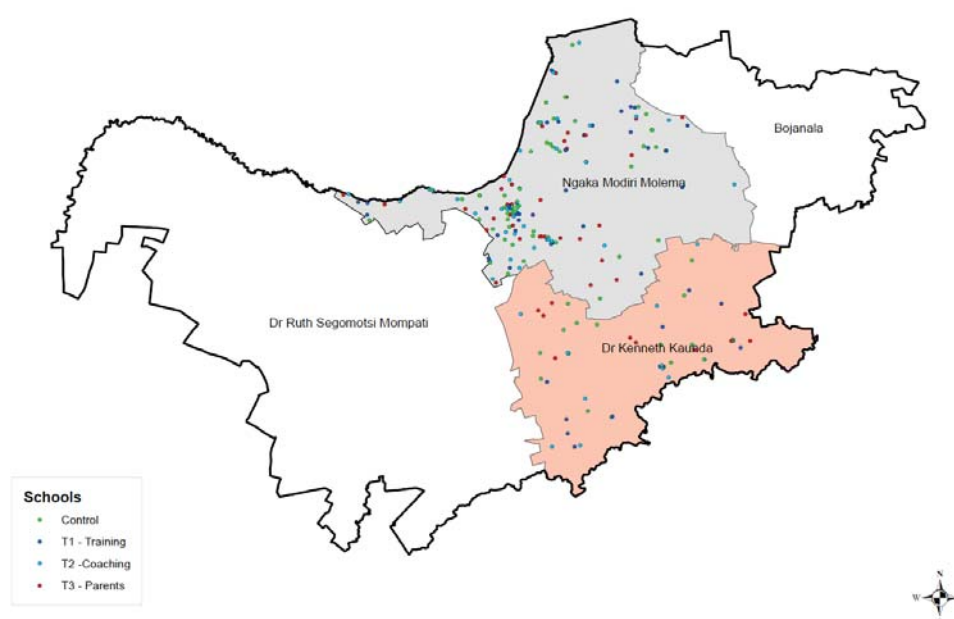 Bojanala
Ngaka Modiri Molema
Dr Ruth Segomotsi Mompati
Dr Kenneth Kaunda
Schools
Control
T1 - Training
T2 -Coaching
T3 - Parents
N
W